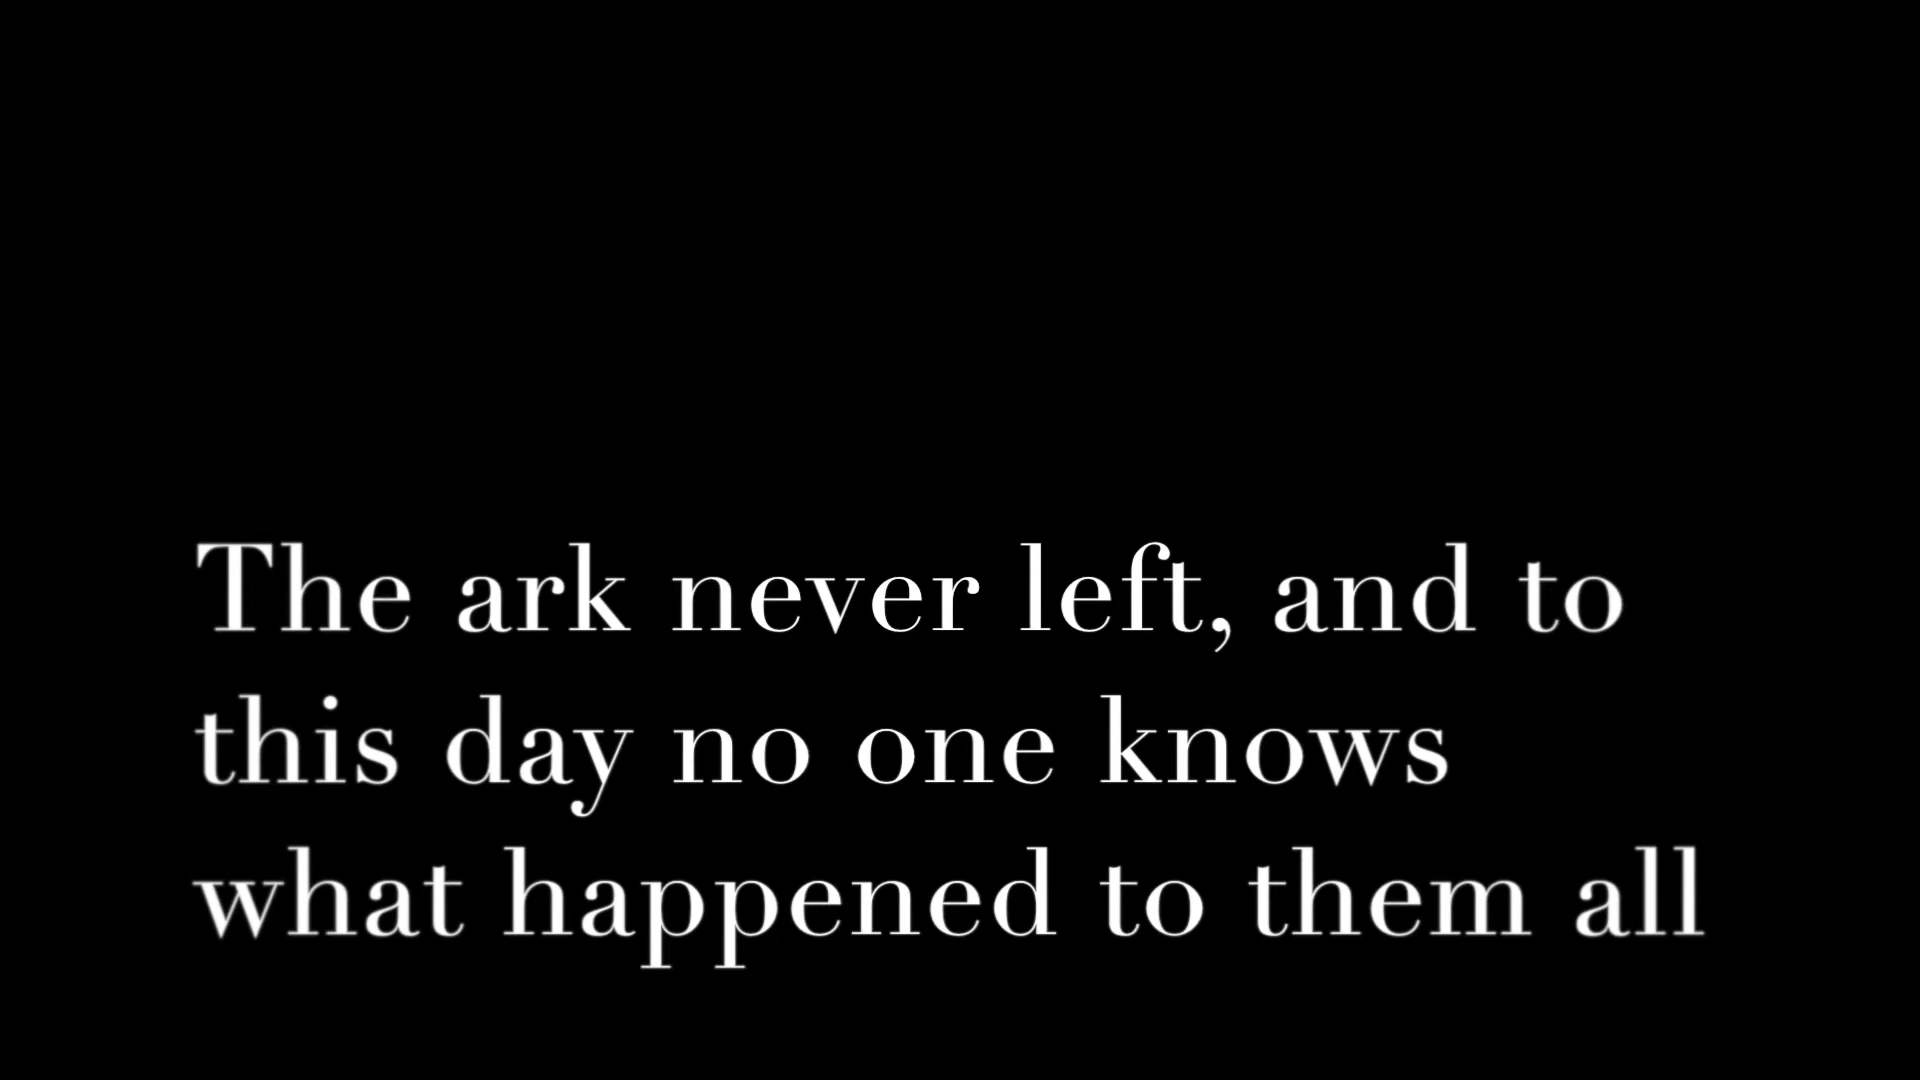 The ark never left, and to
this day no one knows
what happened to them all